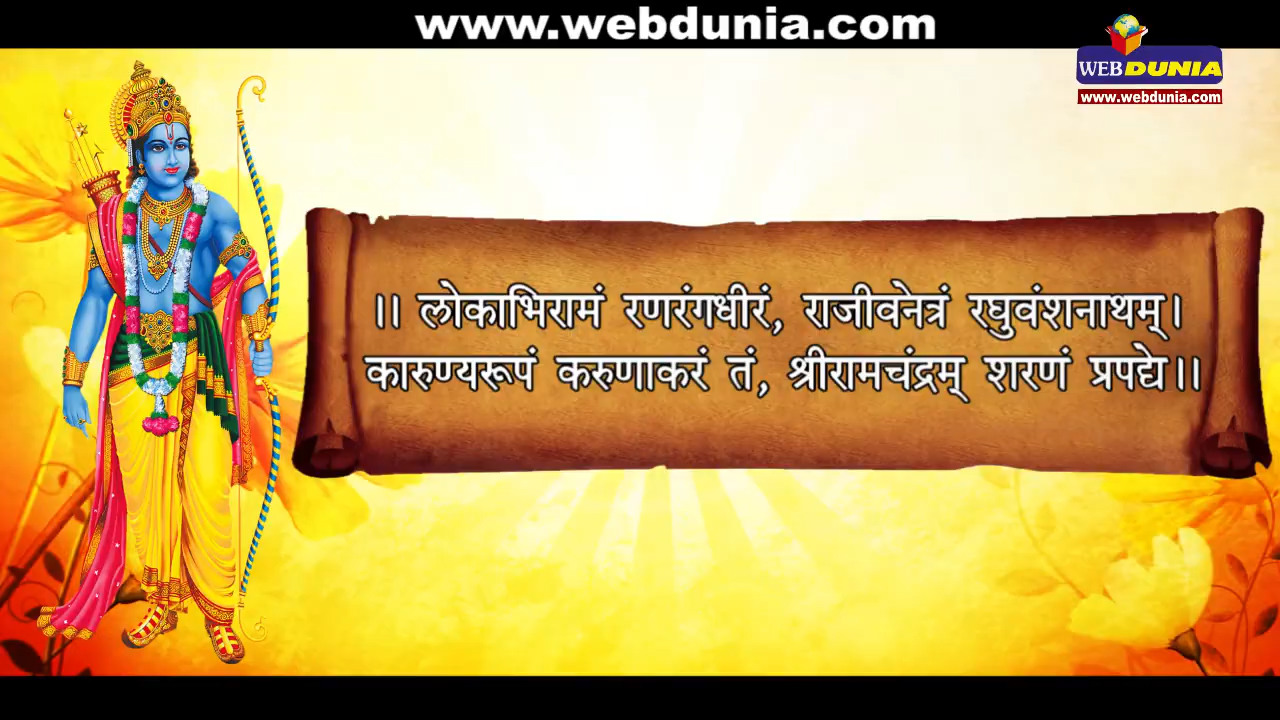 www.webdunia.com
WEBDUNIA
www.webdunia.com
।। लोकाभिरामं रणरंगधीरं, राजीवनेत्रं रघुवंशनाथम्।
कारुण्यरूपं करुणाकरं तं, श्रीरामचंद्रम् शरणं प्रपद्ये।।